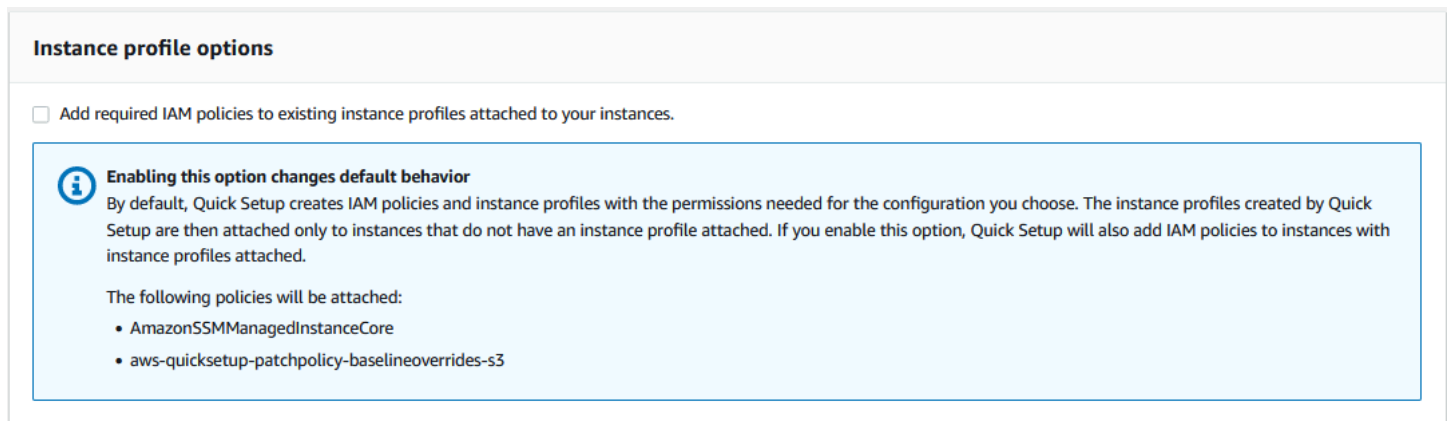 Instance profile options
Add required IAM policies to existing instance profiles attached to your instances.
Enabling this option changes default behavior
By default, Quick Setup creates IAM policies and instance profiles with the permissions needed for the configuration you choose. The instance profiles created by Quick
Setup are then attached only to instances that do not have an instance profile attached. If you enable this option, Quick Setup will also add IAM policies to instances with
instance profiles attached.
The following policies will be attached:
• AmazonSSMManagedInstanceCore
• aws-quicksetup-patchpolicy-baselineoverrides-s3